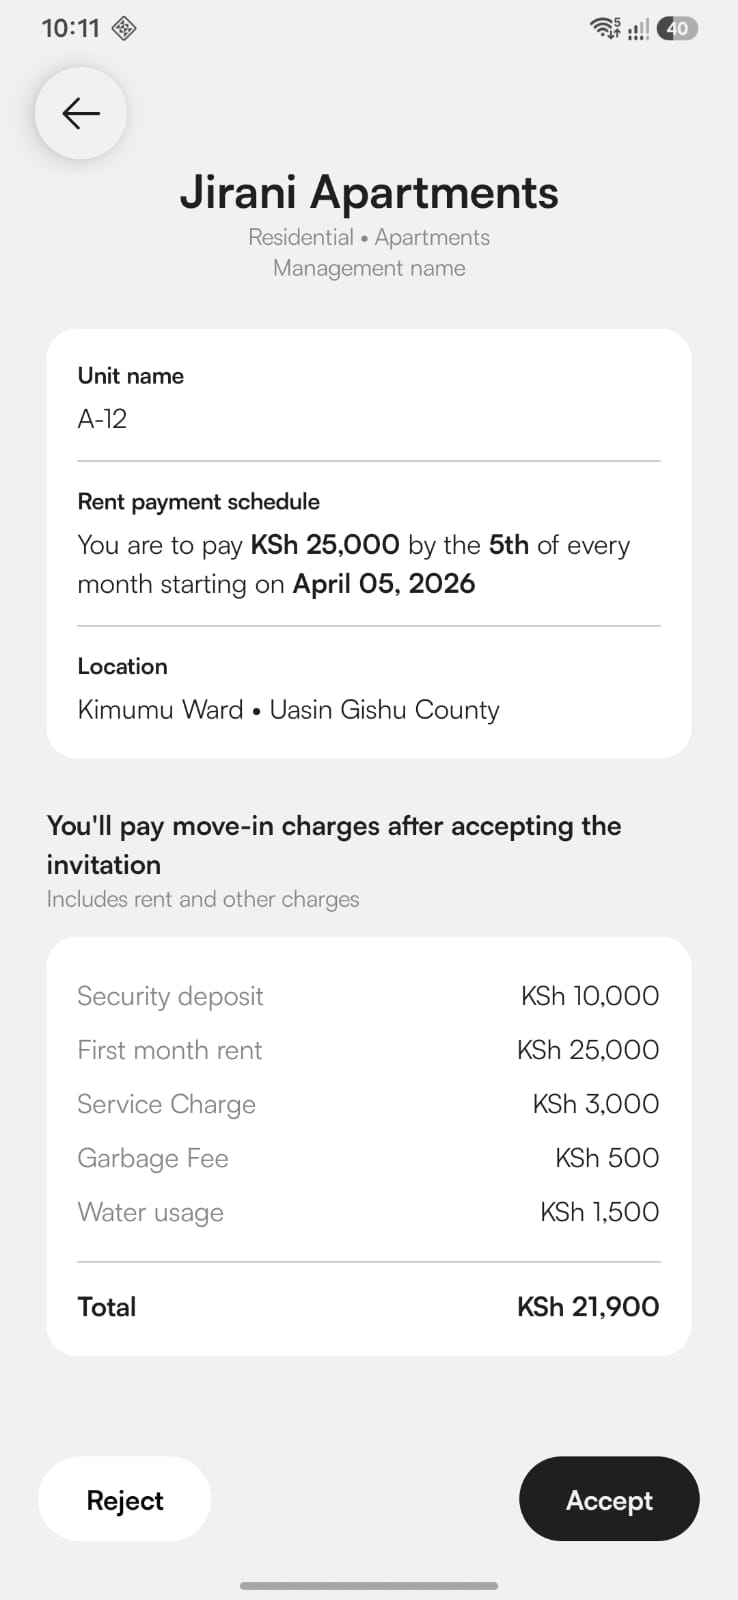 10:11
5
40
Jirani Apartments
Residential • Apartments
Management name
Unit name
A-12
Rent payment schedule
You are to pay KSh 25,000 by the 5th of every
month starting on April 05, 2026
Location
Kimumu Ward • Uasin Gishu County
You'll pay move-in charges after accepting the
invitation
Includes rent and other charges
Security deposit KSh 10,000
First month rent KSh 25,000
Service Charge KSh 3,000
Garbage Fee KSh 500
Water usage KSh 1,500
Total KSh 21,900
Reject Accept